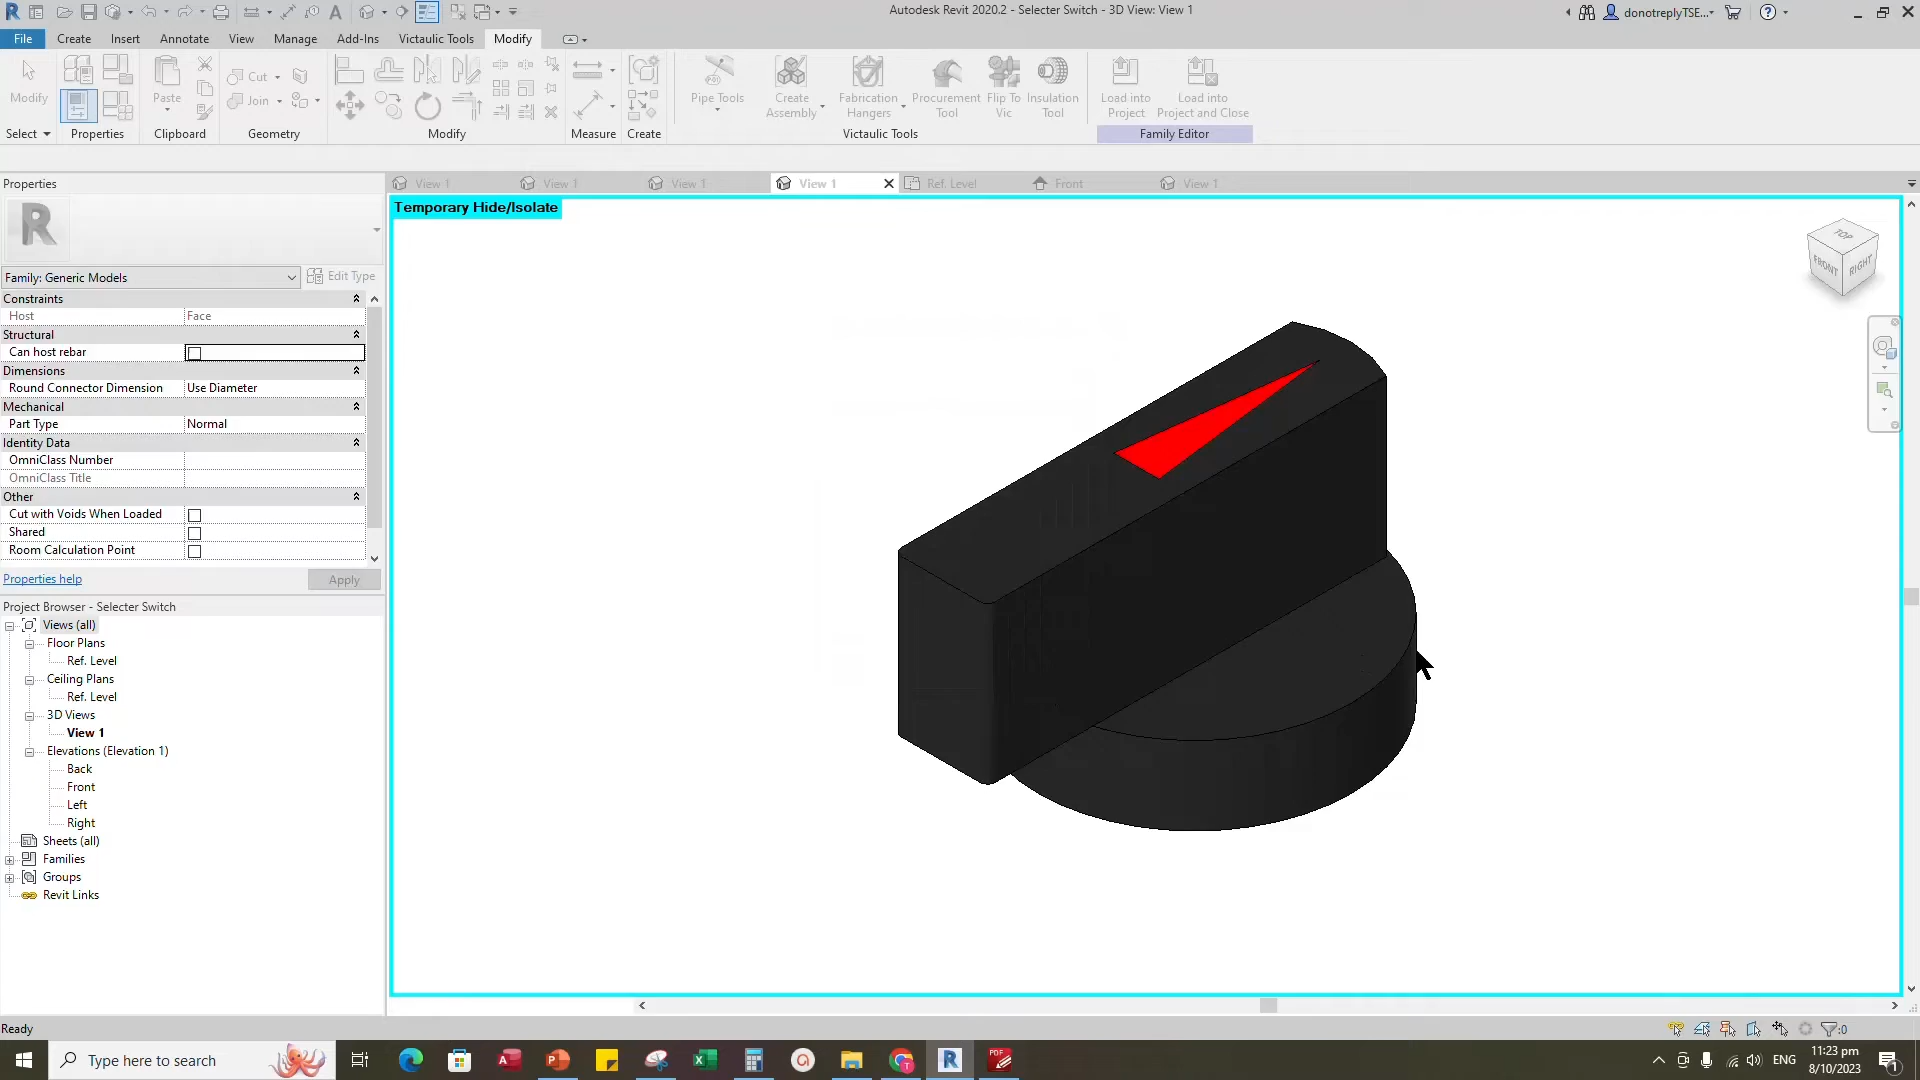 Autodesk Revit 2020.2 - Selecter Switch - 3D View: View 1
donotreplyTSE...
File
Create
Insert
Annotate
View
Manage
Add-Ins
Victaulic Tools
Modify
Modify
Paste
Cut
Join
Pipe Tools
Create Assembly
Fabrication Hangers
Procurement Tool
Flip To Vic
Insulation Tool
Load into Project
Load into Project and Close
Select
Properties
Clipboard
Geometry
Modify
Measure
Create
Victaulic Tools
Family Editor
Properties
View 1
View 1
View 1
View 1
Ref. Level
Front
View 1
Temporary Hide/Isolate
TOP
FRONT
RIGHT
Family: Generic Models
Edit Type
Constraints
Host Face
Structural
Can host rebar
Dimensions
Round Connector Dimension Use Diameter
Mechanical
Part Type Normal
Identity Data
OmniClass Number
OmniClass Title
Other
Cut with Voids When Loaded
Shared
Room Calculation Point
Properties help
Apply
Project Browser - Selecter Switch
Views (all)
Floor Plans
Ref. Level
Ceiling Plans
Ref. Level
3D Views
View 1
Elevations (Elevation 1)
Back
Front
Left
Right
Sheets (all)
Families
Groups
Revit Links
Ready
:0
Type here to search
ENG
11:23 pm
8/10/2023
1